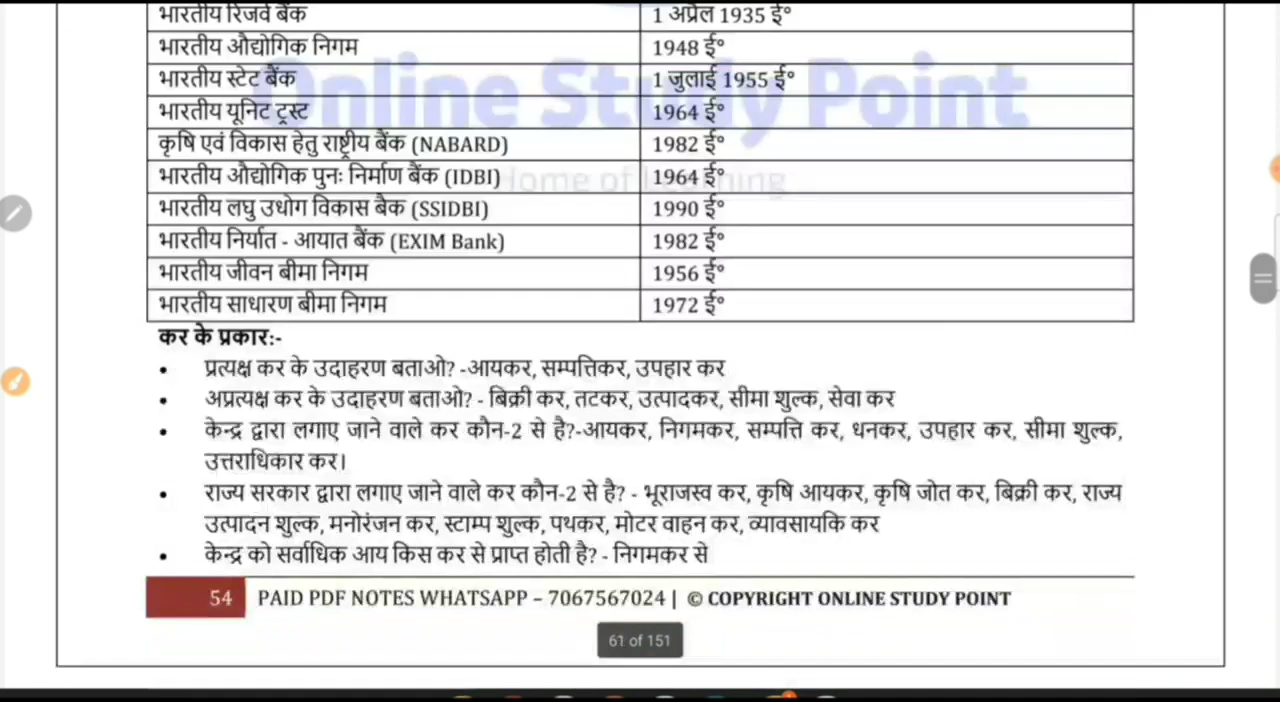 भारतीय रिजर्व बैंक 1 अप्रैल 1935 ई°
भारतीय औद्योगिक निगम 1948 ई°
भारतीय स्टेट बैंक 1 जुलाई 1955 ई°
भारतीय यूनिट ट्रस्ट 1964 ई°
कृषि एवं विकास हेतु राष्ट्रीय बैंक (NABARD) 1982 ई°
भारतीय औद्योगिक पुनः निर्माण बैंक (IDBI) 1964 ई°
भारतीय लघु उधोग विकास बैक (SSIDBI) 1990 ई°
भारतीय निर्यात - आयात बैंक (EXIM Bank) 1982 ई°
भारतीय जीवन बीमा निगम 1956 ई°
भारतीय साधारण बीमा निगम 1972 ई°
Online Study Point
Home of Learning
कर के प्रकार:-
• प्रत्यक्ष कर के उदाहरण बताओ? -आयकर, सम्पत्तिकर, उपहार कर
• अप्रत्यक्ष कर के उदाहरण बताओ? - बिक्री कर, तटकर, उत्पादकर, सीमा शुल्क, सेवा कर
• केन्द्र द्वारा लगाए जाने वाले कर कौन-2 से है?-आयकर, निगमकर, सम्पत्ति कर, धनकर, उपहार कर, सीमा शुल्क,
उत्तराधिकार कर।
• राज्य सरकार द्वारा लगाए जाने वाले कर कौन-2 से है? - भूराजस्व कर, कृषि आयकर, कृषि जोत कर, बिक्री कर, राज्य
उत्पादन शुल्क, मनोरंजन कर, स्टाम्प शुल्क, पथकर, मोटर वाहन कर, व्यावसायकि कर
• केन्द्र को सर्वाधिक आय किस कर से प्राप्त होती है? - निगमकर से
54 PAID PDF NOTES WHATSAPP – 7067567024 | © COPYRIGHT ONLINE STUDY POINT
61 of 151